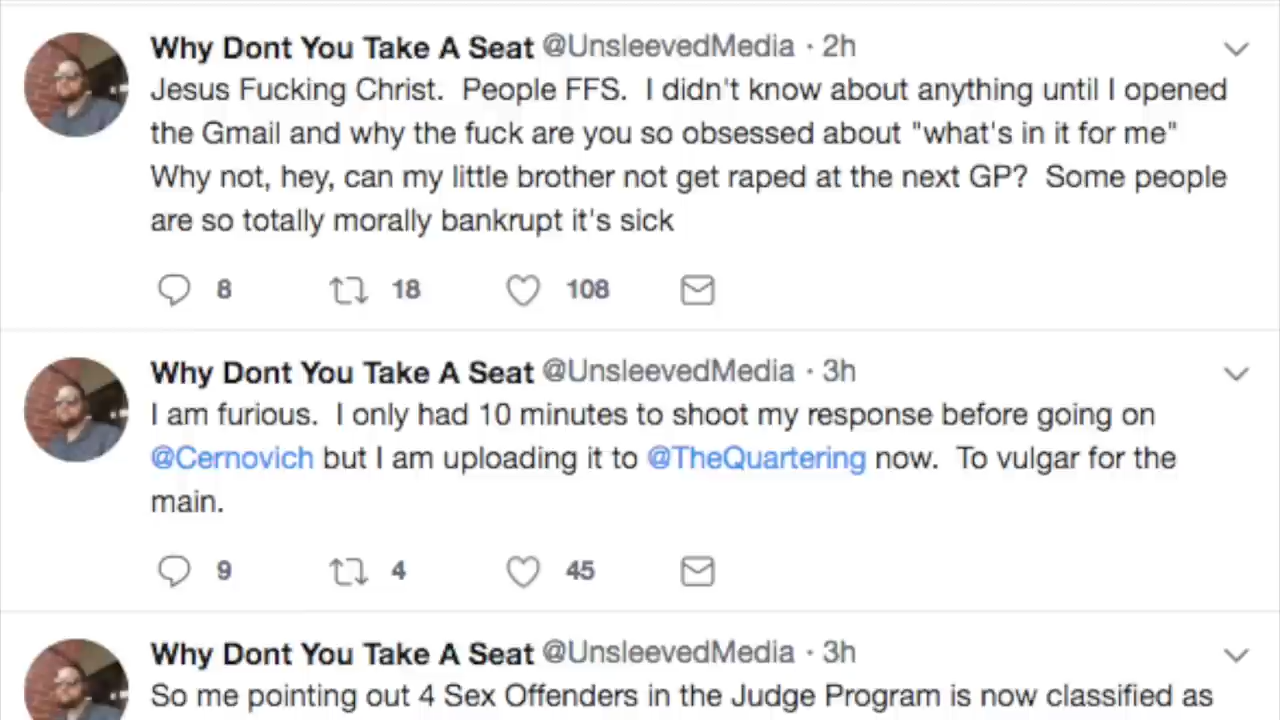 Why Dont You Take A Seat @UnsleevedMedia · 2h
Jesus Fucking Christ.  People FFS.  I didn't know about anything until I opened
the Gmail and why the fuck are you so obsessed about "what's in it for me"
Why not, hey, can my little brother not get raped at the next GP?  Some people
are so totally morally bankrupt it's sick
8 18 108
Why Dont You Take A Seat @UnsleevedMedia · 3h
I am furious.  I only had 10 minutes to shoot my response before going on
@Cernovich but I am uploading it to @TheQuartering now.  To vulgar for the
main.
9 4 45
Why Dont You Take A Seat @UnsleevedMedia · 3h
So me pointing out 4 Sex Offenders in the Judge Program is now classified as